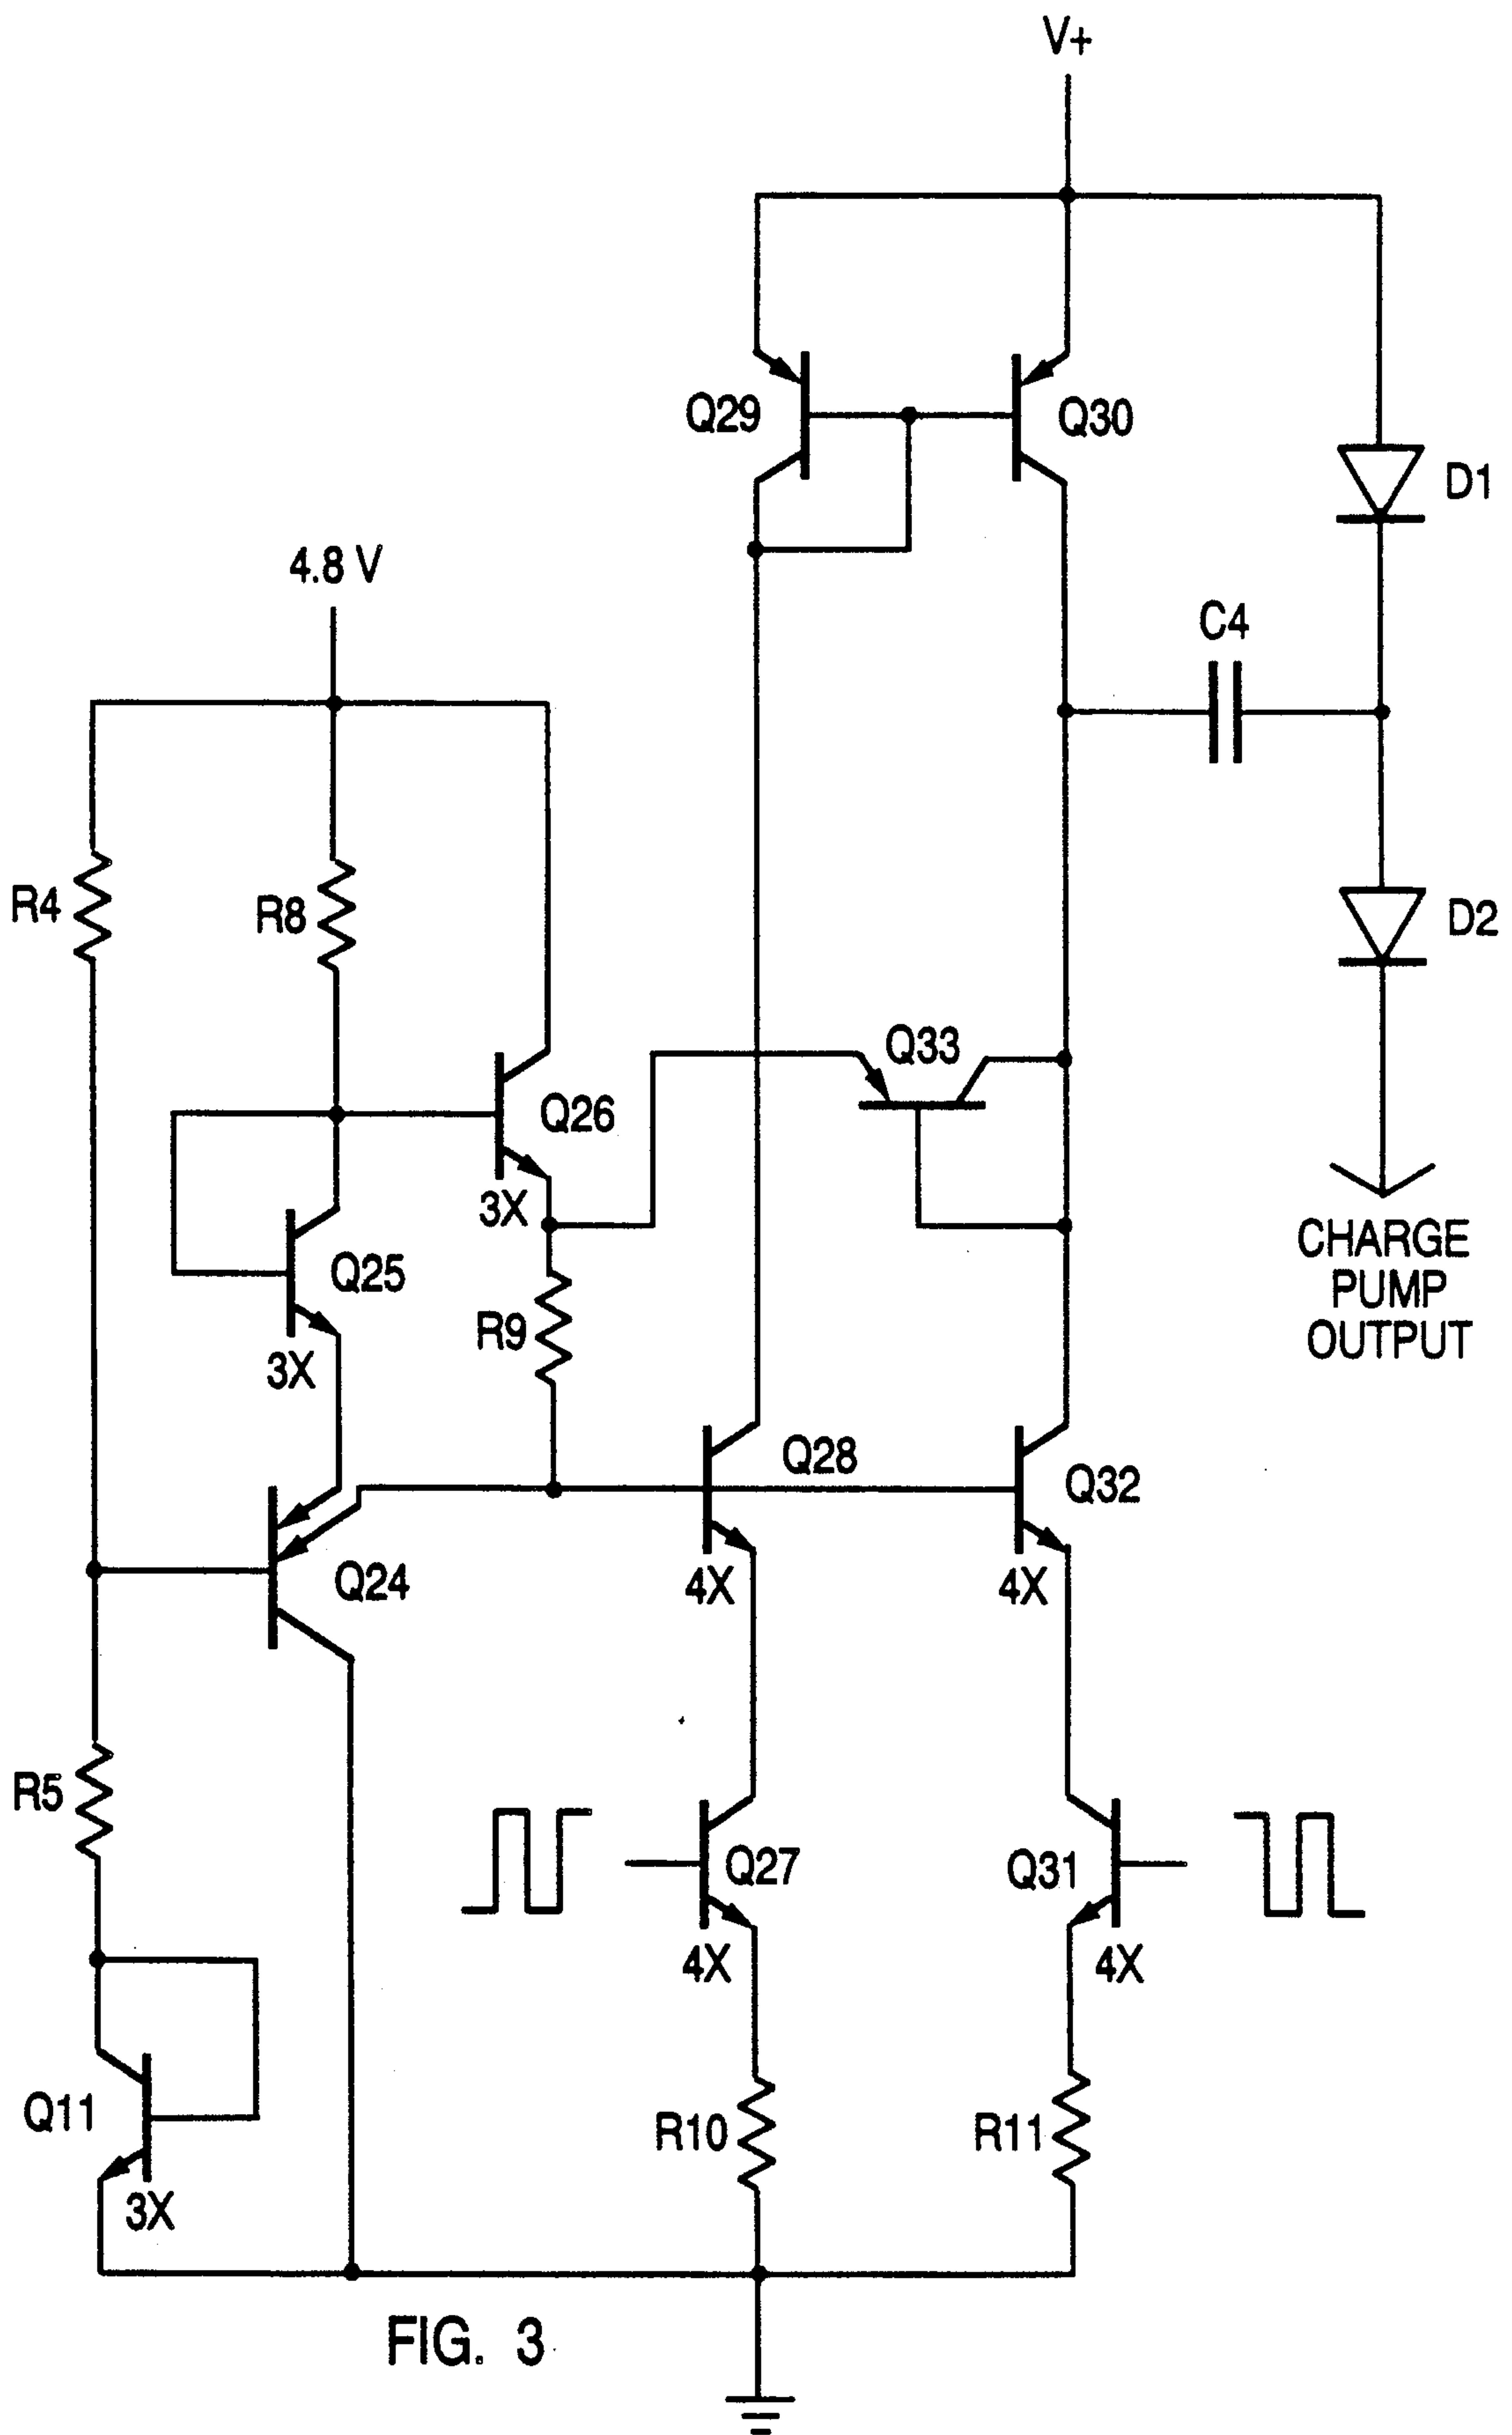 V+
Q29
Q30
D1
4.8 V
C4
R4
R8
D2
Q33
Q26
3X
CHARGE
PUMP
OUTPUT
Q25
R9
3X
Q28
Q32
Q24
4X
4X
R5
Q27
Q31
4X
4X
Q11
R10
R11
3X
FIG. 3